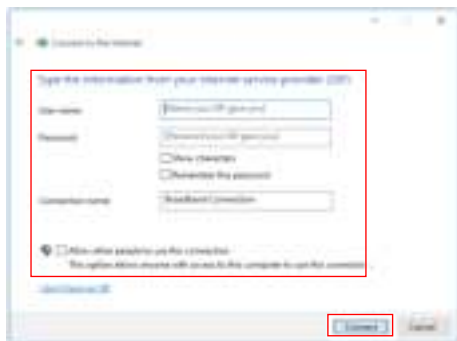 Connect to the Internet
Type the information from your Internet service provider (ISP)
User name:
[Name your ISP gave you]
Password:
[Password your ISP gave you]
Show characters
Remember this password
Connection name:
Broadband Connection
Allow other people to use this connection
This option allows anyone with access to this computer to use this connection.
I don't have an ISP
Connect
Cancel